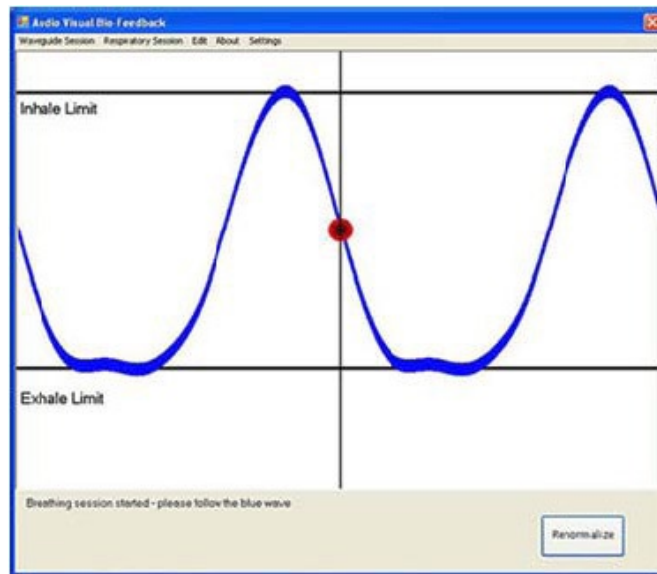 Audio Visual Bio-Feedback
Waveguide Session Respiratory Session Edit About Settings
Inhale Limit
Exhale Limit
Breathing session started - please follow the blue wave
Renormalize